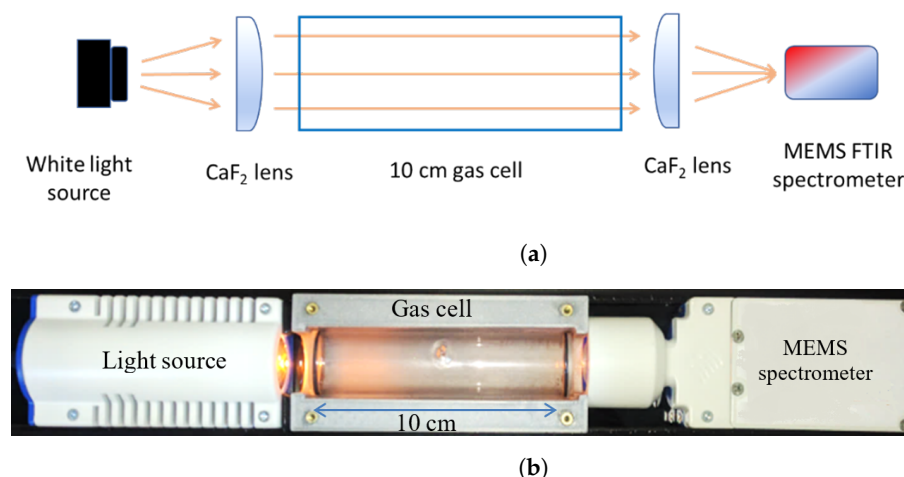 White light
source
CaF₂ lens
10 cm gas cell
CaF₂ lens
MEMS FTIR
spectrometer
(a)
Gas cell
Light source
MEMS
spectrometer
10 cm
(b)